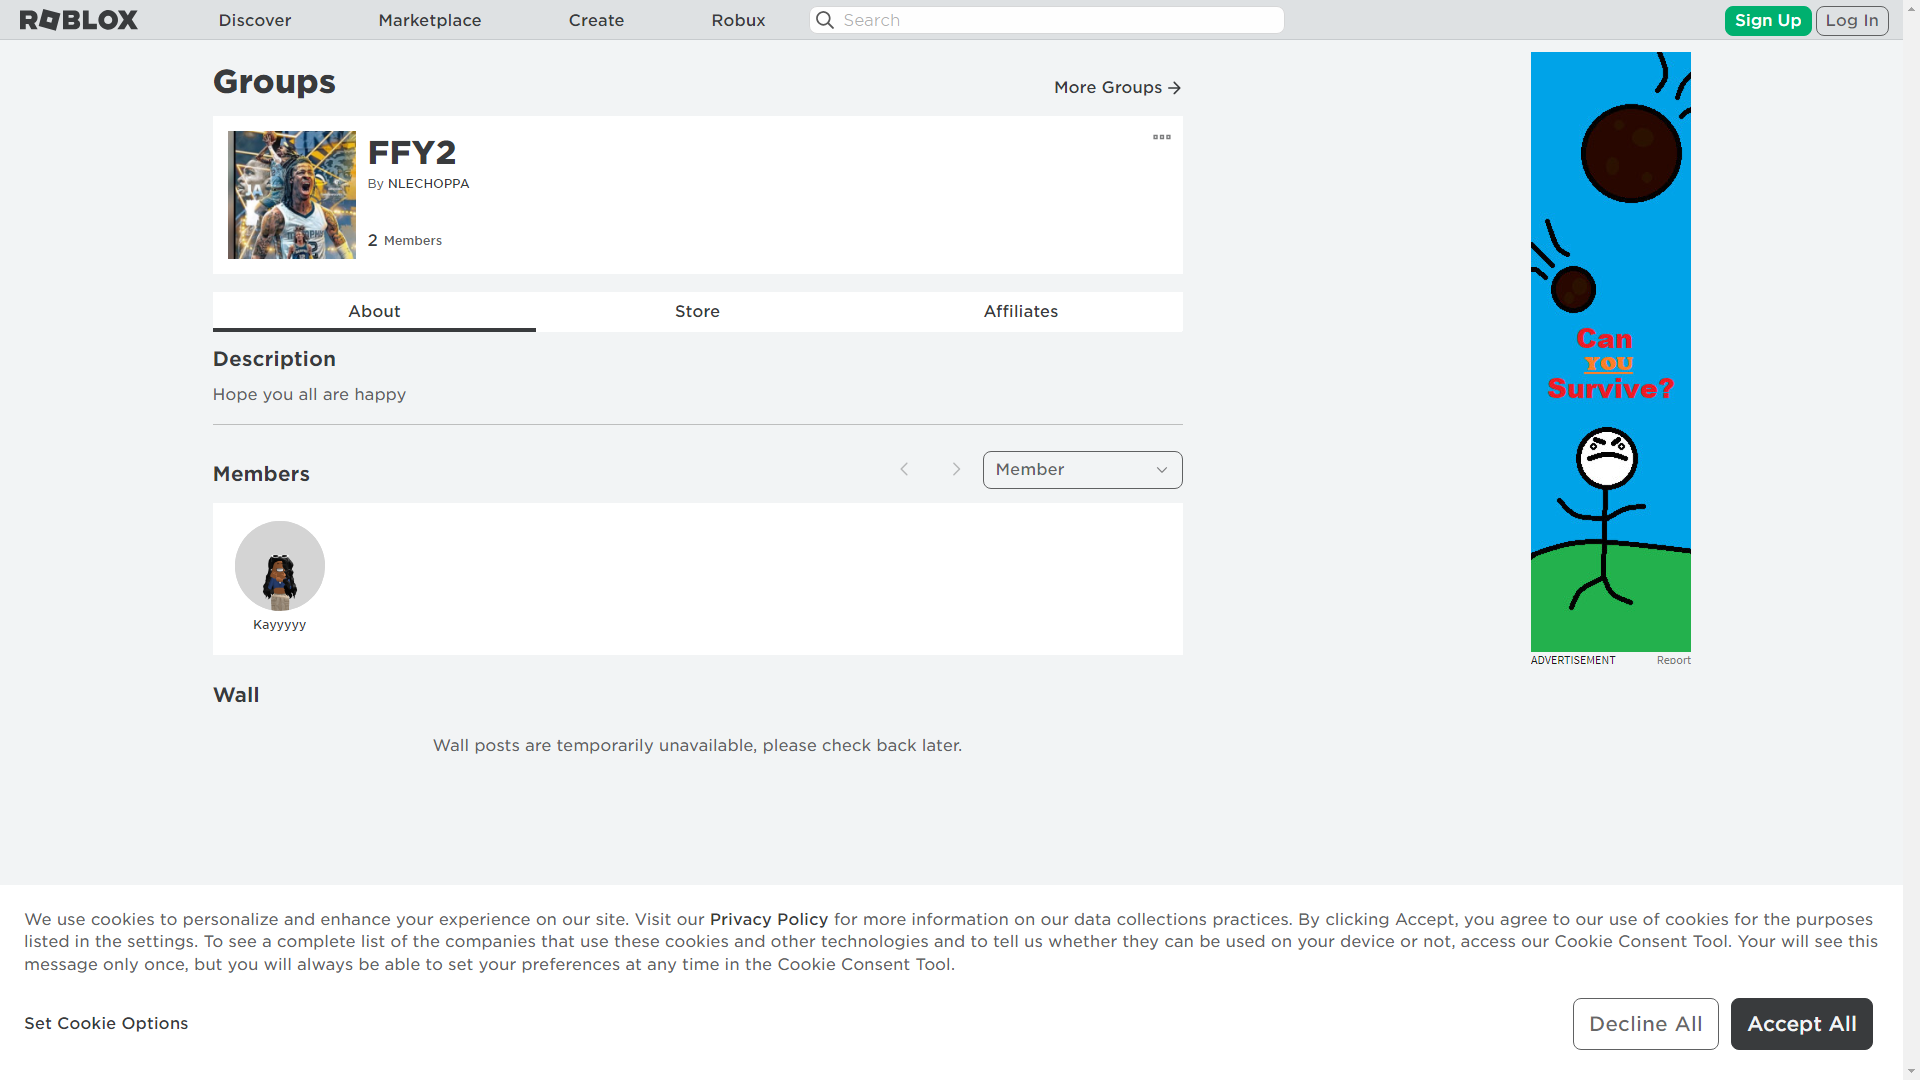 ROBLOX
Discover
Marketplace
Create
Robux
Search
Sign Up
Log In
Groups
More Groups
FFY2
By NLECHOPPA
2 Members
About
Store
Affiliates
Description
Hope you all are happy
Members
Member
Kayyyyy
Wall
Wall posts are temporarily unavailable, please check back later.
Can
YOU
Survive?
ADVERTISEMENT
Report
We use cookies to personalize and enhance your experience on our site. Visit our Privacy Policy for more information on our data collections practices. By clicking Accept, you agree to our use of cookies for the purposes
listed in the settings. To see a complete list of the companies that use these cookies and other technologies and to tell us whether they can be used on your device or not, access our Cookie Consent Tool. Your will see this
message only once, but you will always be able to set your preferences at any time in the Cookie Consent Tool.
Set Cookie Options
Decline All
Accept All